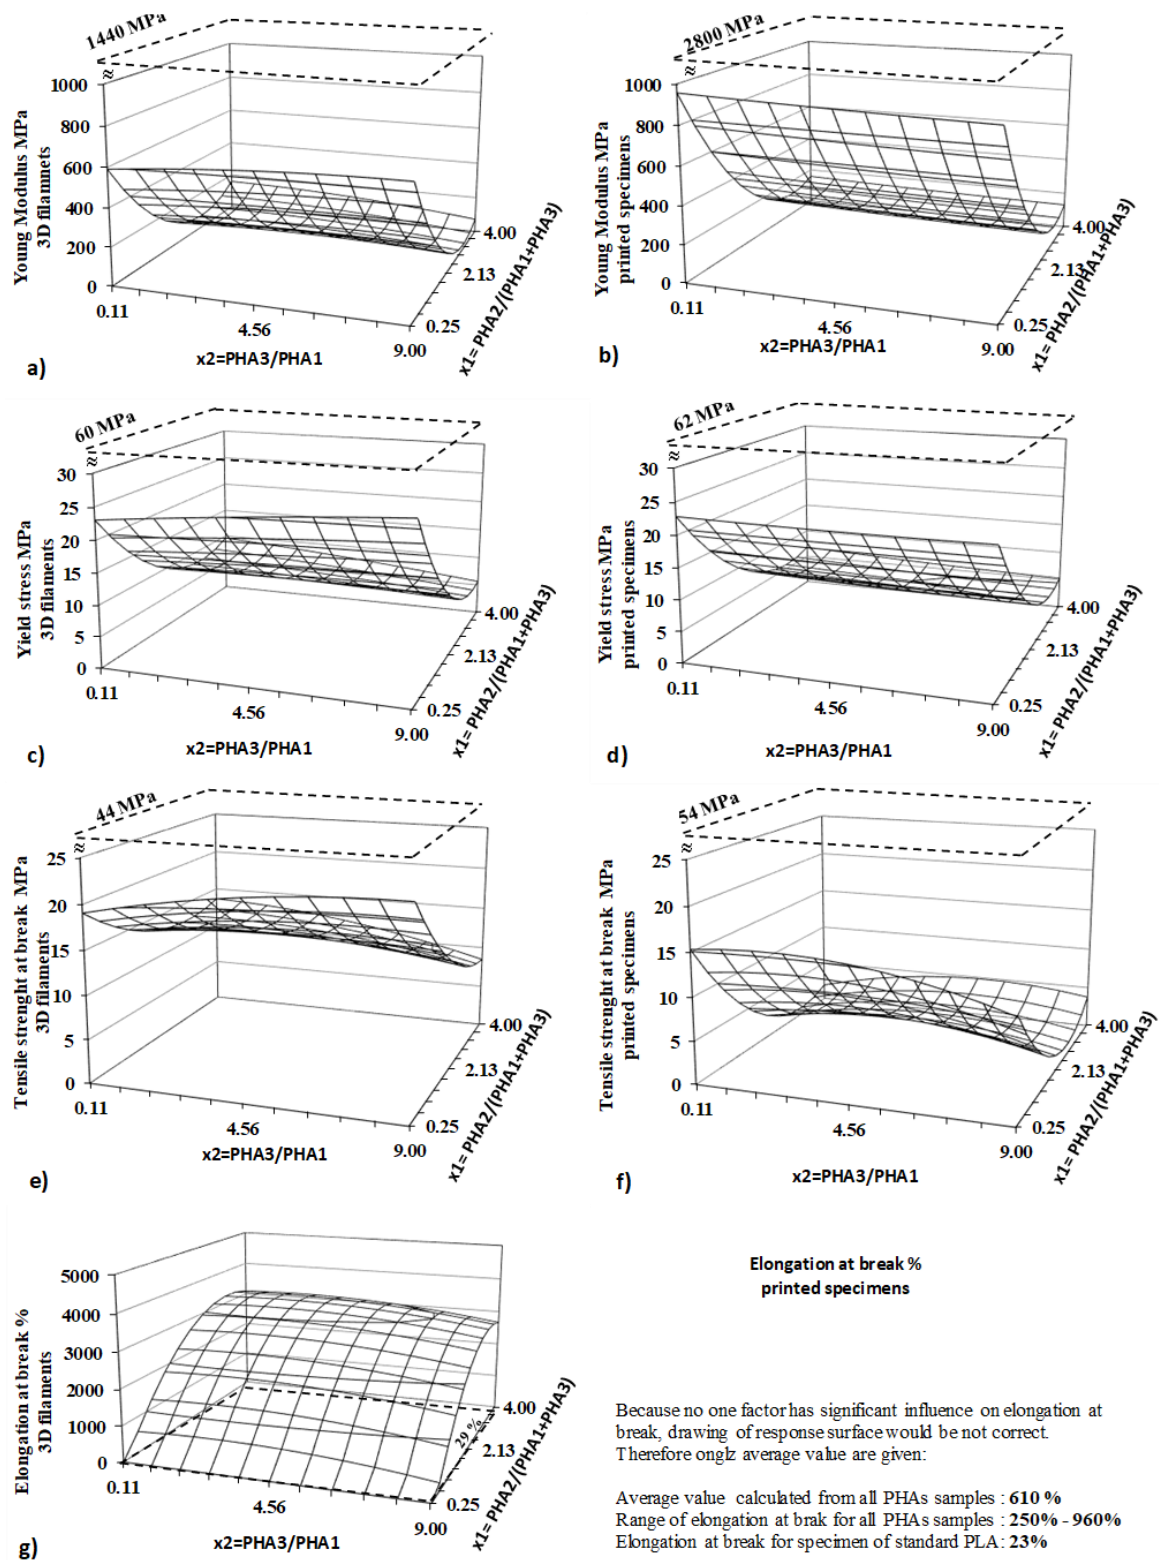 1440 MPa
≈
1000
800
600
400
200
0
Young Modulus MPa
3D filamnets
0.11
4.56
9.00
x2=PHA3/PHA1
0.25
2.13
4.00
x1= PHA2/(PHA1+PHA3)
a)
2800 MPa
≈
1000
800
600
400
200
0
Young Modulus MPa
printed specimens
0.11
4.56
9.00
x2=PHA3/PHA1
0.25
2.13
4.00
x1= PHA2/(PHA1+PHA3)
b)
60 MPa
≈
30
25
20
15
10
5
0
Yield stress MPa
3D filaments
0.11
4.56
9.00
x2=PHA3/PHA1
0.25
2.13
4.00
x1= PHA2/(PHA1+PHA3)
c)
62 MPa
≈
30
25
20
15
10
5
0
Yield stress MPa
printed specimens
0.11
4.56
9.00
x2=PHA3/PHA1
0.25
2.13
4.00
x1= PHA2/(PHA1+PHA3)
d)
44 MPa
≈
25
20
15
10
5
0
Tensile strenght at break MPa
3D filaments
0.11
4.56
9.00
x2=PHA3/PHA1
0.25
2.13
4.00
x1= PHA2/(PHA1+PHA3)
e)
54 MPa
≈
25
20
15
10
5
0
Tensile strenght at break MPa
printed specimens
0.11
4.56
9.00
x2=PHA3/PHA1
0.25
2.13
4.00
x1= PHA2/(PHA1+PHA3)
f)
5000
4000
3000
2000
1000
0
Elongation at break %
3D filaments
0.11
4.56
9.00
x2=PHA3/PHA1
29 %
0.25
2.13
4.00
x1= PHA2/(PHA1+PHA3)
g)
Elongation at break %
printed specimens
Because no one factor has significant influence on elongation at
break, drawing of response surface would be not correct.
Therefore onglz average value are given:
Average value calculated from all PHAs samples : 610 %
Range of elongation at brak for all PHAs samples : 250% - 960%
Elongation at break for specimen of standard PLA: 23%